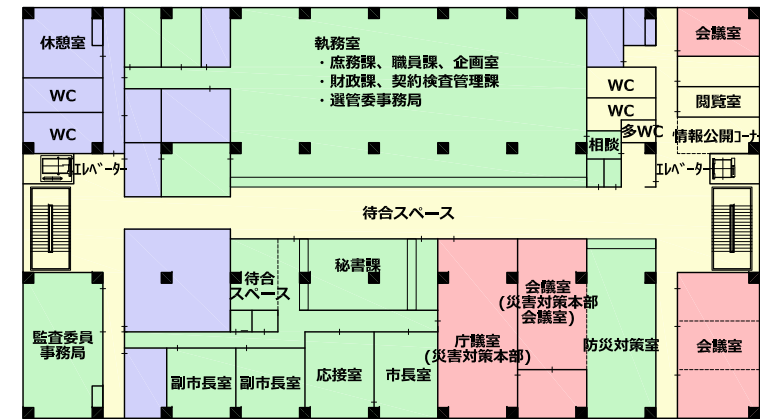 休憩室
WC
WC
執務室
・庶務課、職員課、企画室
・財政課、契約検査管理課
・選管委事務局
会議室
WC
WC
多WC
閲覧室
情報公開コーナー
相談
エレベーター
エレベーター
待合スペース
待合
スペース
秘書課
会議室
(災害対策本部
会議室)
監査委員
事務局
庁議室
(災害対策本部)
防災対策室
会議室
副市長室
副市長室
応接室
市長室